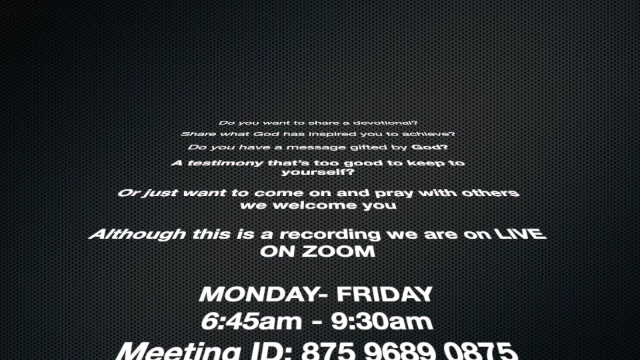 Do you want to share a devotional?
Share what God has inspired you to achieve?
Do you have a message gifted by God?
A testimony that's too good to keep to
yourself?
Or just want to come on and pray with others
we welcome you
Although this is a recording we are on LIVE
ON ZOOM
MONDAY- FRIDAY
6:45am - 9:30am
Meeting ID: 875 9689 0875